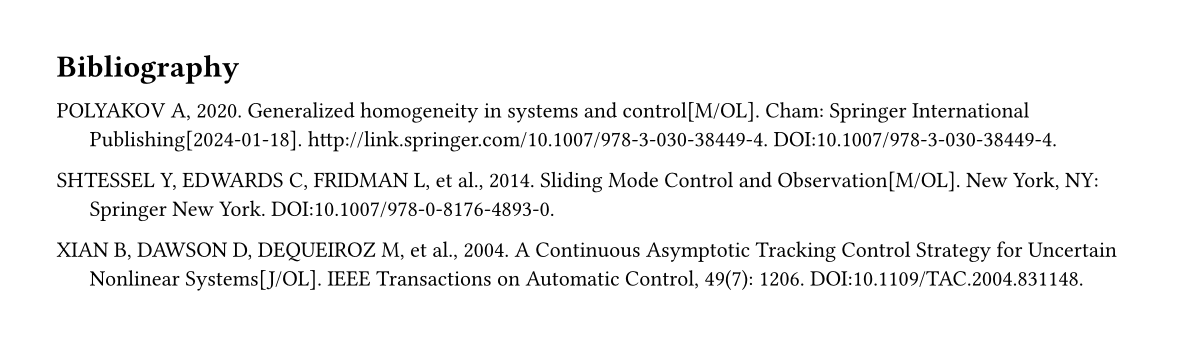 Bibliography
POLYAKOV A, 2020. Generalized homogeneity in systems and control[M/OL]. Cham: Springer International
Publishing[2024-01-18]. http://link.springer.com/10.1007/978-3-030-38449-4. DOI:10.1007/978-3-030-38449-4.
SHTESSEL Y, EDWARDS C, FRIDMAN L, et al., 2014. Sliding Mode Control and Observation[M/OL]. New York, NY:
Springer New York. DOI:10.1007/978-0-8176-4893-0.
XIAN B, DAWSON D, DEQUEIROZ M, et al., 2004. A Continuous Asymptotic Tracking Control Strategy for Uncertain
Nonlinear Systems[J/OL]. IEEE Transactions on Automatic Control, 49(7): 1206. DOI:10.1109/TAC.2004.831148.